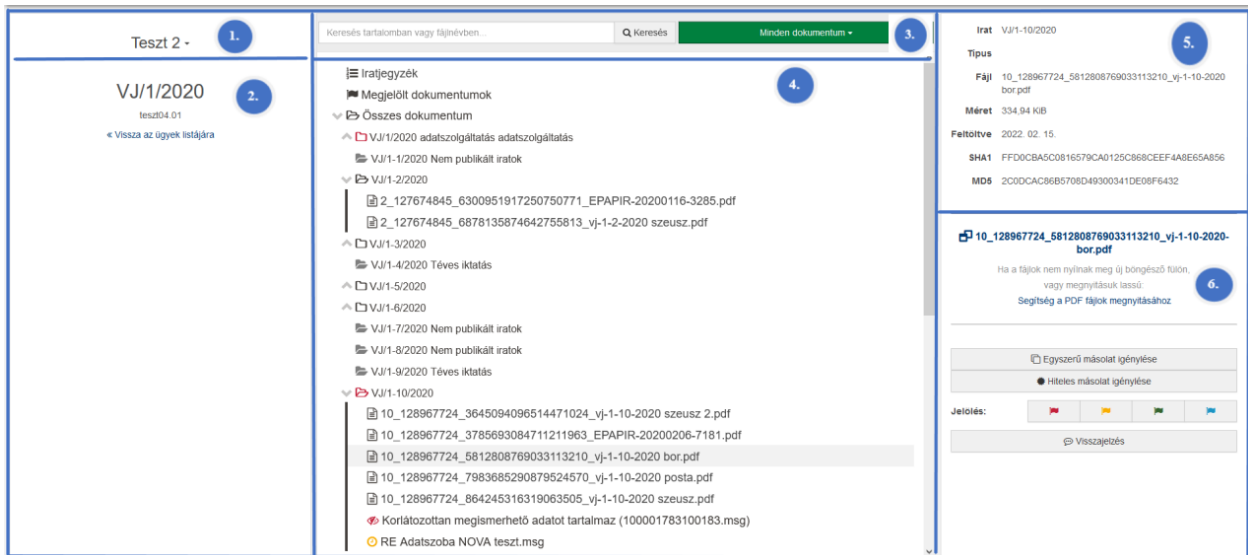 Teszt 2
1.
VJ/1/2020
2.
teszt04.01
« Vissza az ügyek listájára
Keresés tartalomban vagy fájlnévben...
Keresés
Minden dokumentum
3.
4.
Iratjegyzék
Megjelölt dokumentumok
Összes dokumentum
VJ/1/2020 adatszolgáltatás adatszolgáltatás
VJ/1-1/2020 Nem publikált iratok
VJ/1-2/2020
2_127674845_6300951917250750771_EPAPIR-20200116-3285.pdf
2_127674845_6878135874642755813_vj-1-2-2020 szeusz.pdf
VJ/1-3/2020
VJ/1-4/2020 Téves iktatás
VJ/1-5/2020
VJ/1-6/2020
VJ/1-7/2020 Nem publikált iratok
VJ/1-8/2020 Nem publikált iratok
VJ/1-9/2020 Téves iktatás
VJ/1-10/2020
10_128967724_3645094096514471024_vj-1-10-2020 szeusz 2.pdf
10_128967724_3785693084711211963_EPAPIR-20200206-7181.pdf
10_128967724_5812808769033113210_vj-1-10-2020 bor.pdf
10_128967724_7983685290879524570_vj-1-10-2020 posta.pdf
10_128967724_864245316319063505_vj-1-10-2020 szeusz.pdf
Korlátozottan megismerhető adatot tartalmaz (100001783100183.msg)
RE Adatszoba NOVA teszt.msg
Irat VJ/1-10/2020
5.
Típus
Fájl 10_128967724_5812808769033113210_vj-1-10-2020
bor.pdf
Méret 334,94 KiB
Feltöltve 2022. 02. 15.
SHA1 FFD0CBA5C0816579CA0125C868CEEF4A8E65A856
MD5 2C0DCAC86B5708D49300341DE08F6432
10_128967724_5812808769033113210_vj-1-10-2020-
bor.pdf
Ha a fájlok nem nyílnak meg új böngésző fülön,
vagy megnyitásuk lassú:
6.
Segítség a PDF fájlok megnyitásához
Egyszerű másolat igénylése
Hiteles másolat igénylése
Jelölés:
Visszajelzés